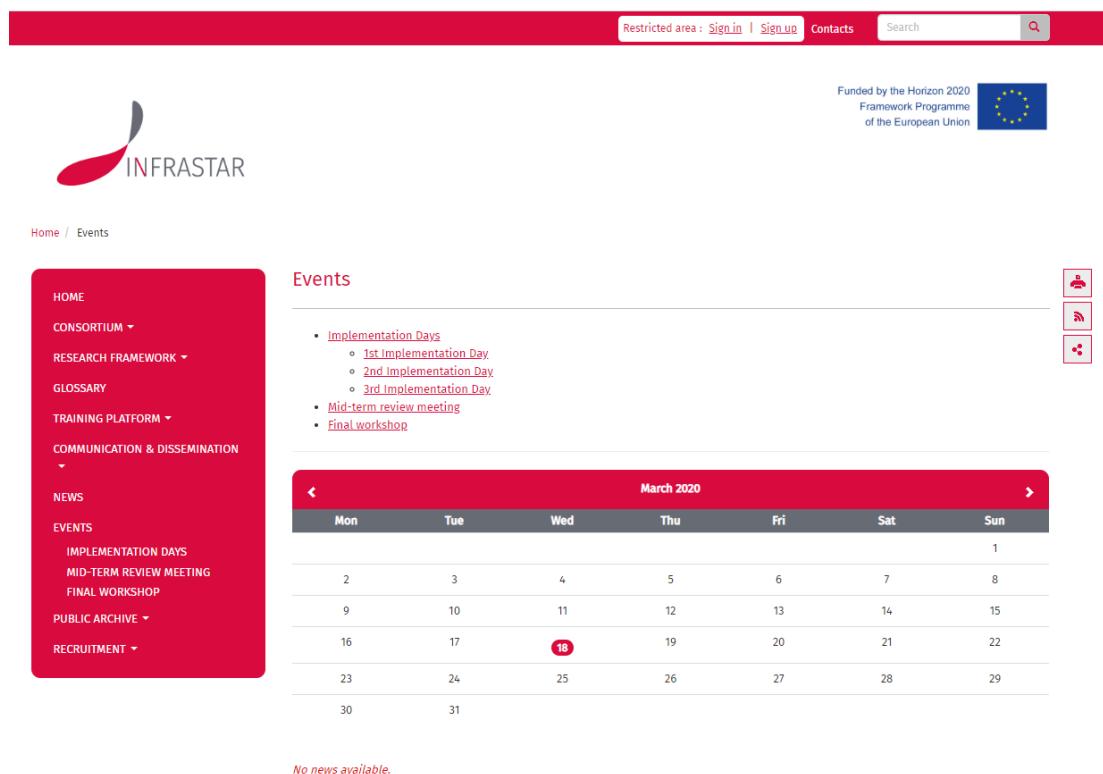 Restricted area : Sign in | Sign up Contacts Search
Funded by the Horizon 2020
Framework Programme
of the European Union
INFRASTAR
Home / Events
HOME
CONSORTIUM
RESEARCH FRAMEWORK
GLOSSARY
TRAINING PLATFORM
COMMUNICATION & DISSEMINATION
NEWS
EVENTS
IMPLEMENTATION DAYS
MID-TERM REVIEW MEETING
FINAL WORKSHOP
PUBLIC ARCHIVE
RECRUITMENT
Events
Implementation Days
1st Implementation Day
2nd Implementation Day
3rd Implementation Day
Mid-term review meeting
Final workshop
March 2020
Mon Tue Wed Thu Fri Sat Sun
1
2 3 4 5 6 7 8
9 10 11 12 13 14 15
16 17 18 19 20 21 22
23 24 25 26 27 28 29
30 31
No news available.